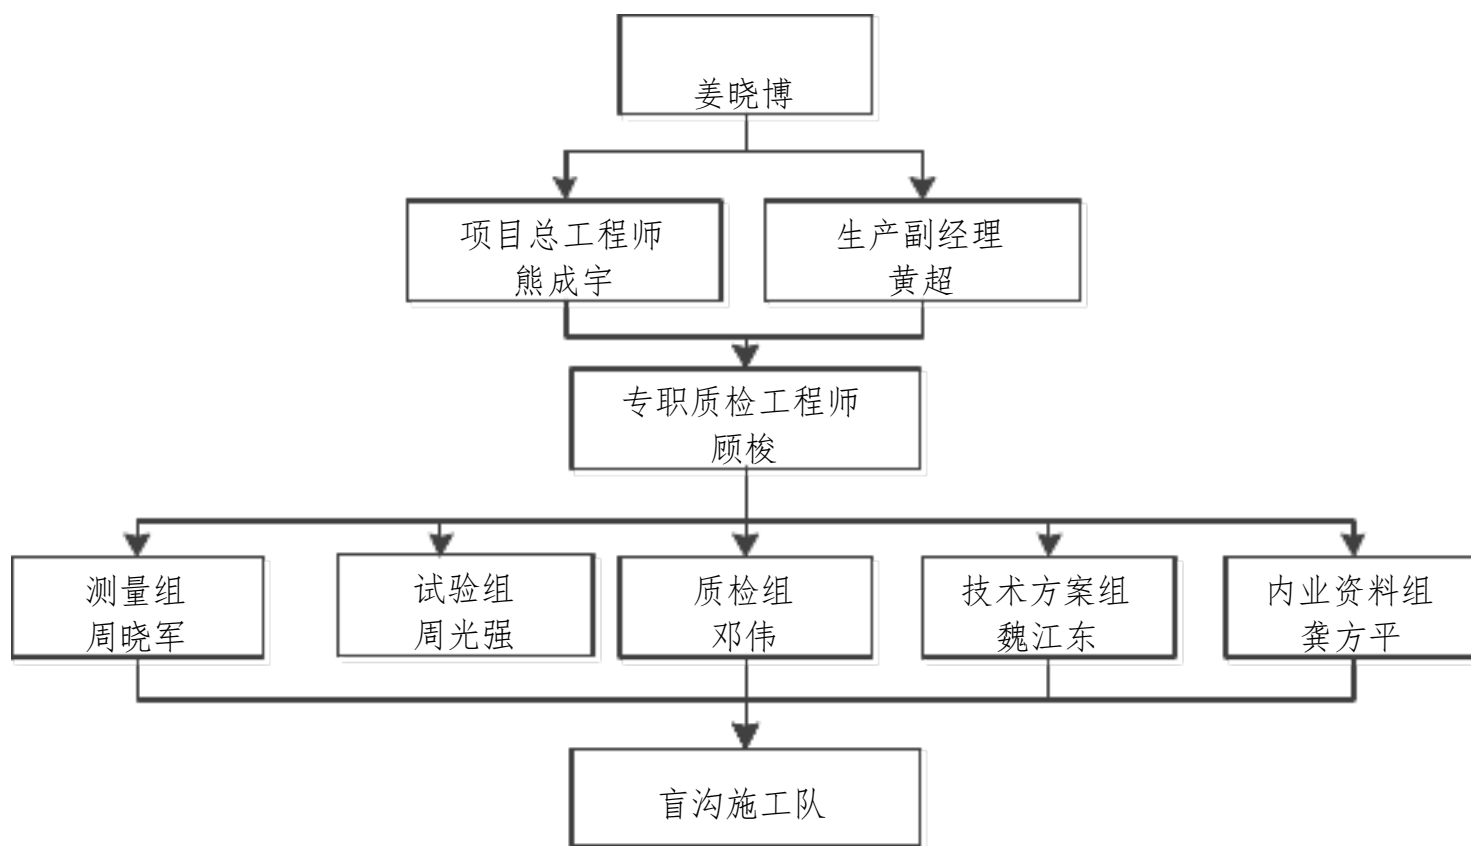 姜晓博
项目总工程师
熊成宇
生产副经理
黄超
专职质检工程师
顾梭
测量组
周晓军
试验组
周光强
质检组
邓伟
技术方案组
魏江东
内业资料组
龚方平
盲沟施工队